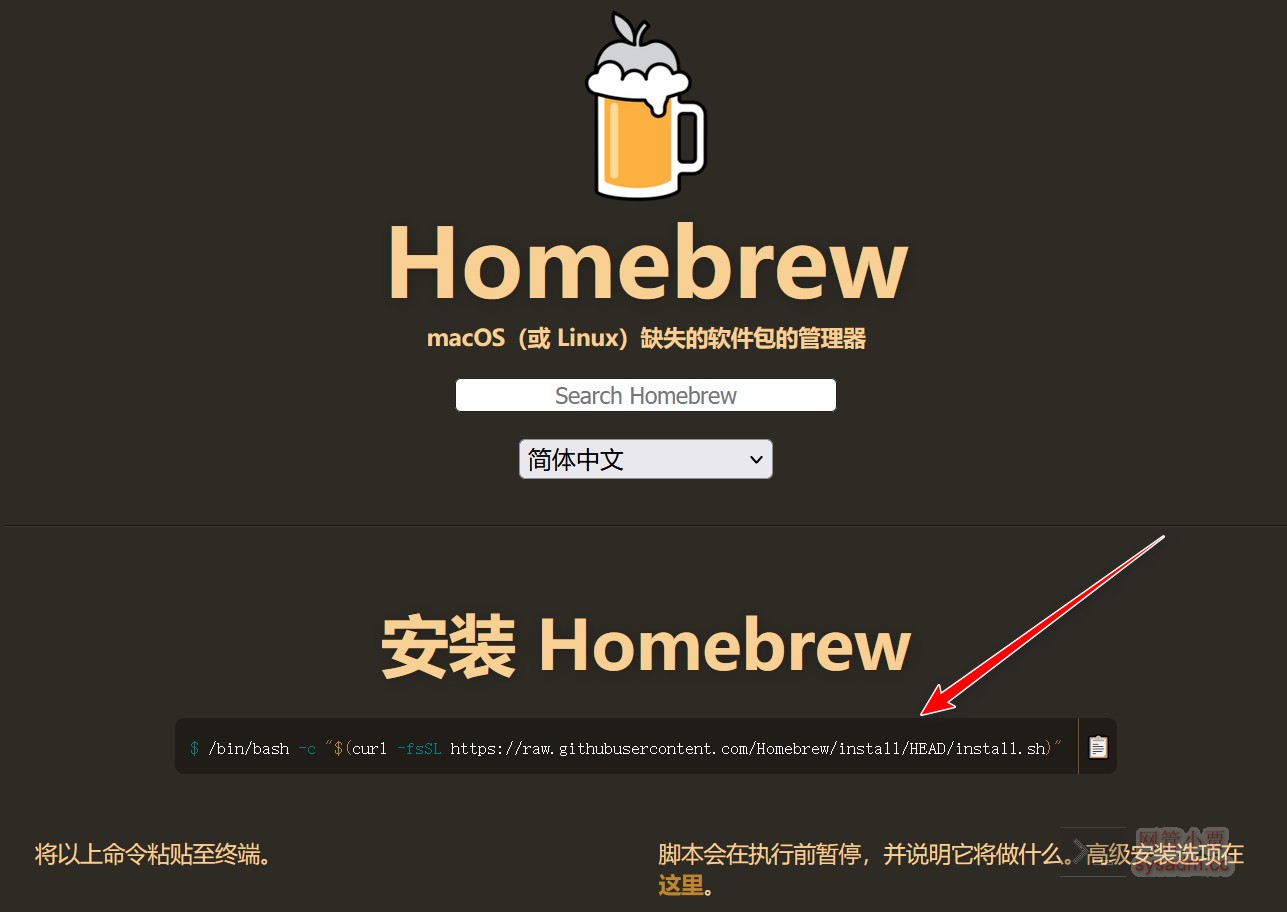 Homebrew
macOS（或 Linux）缺失的软件包的管理器
Search Homebrew
简体中文
安装 Homebrew
$ /bin/bash -c "$(curl -fsSL https://raw.githubusercontent.com/Homebrew/install/HEAD/install.sh)"
将以上命令粘贴至终端。
脚本会在执行前暂停，并说明它将做什么。高级安装选项在
这里。
网管小贾
sysadm.cc